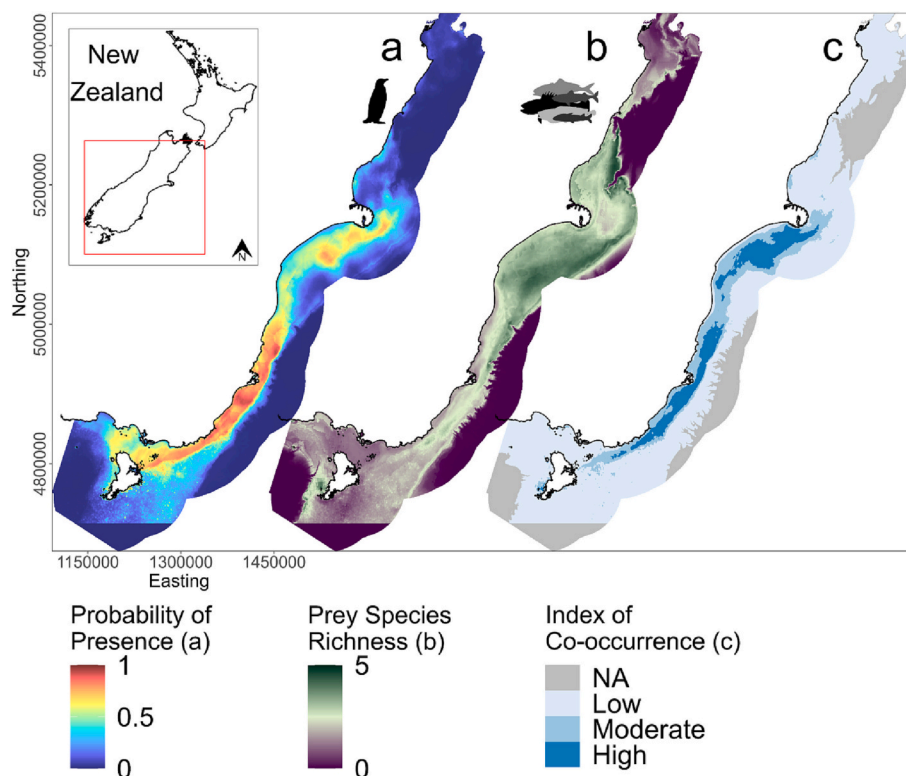 New
Zealand
N
a
b
c
Northing
5400000
5200000
5000000
4800000
1150000
1300000
1450000
Easting
Probability of
Presence (a)
1
0.5
0
Prey Species
Richness (b)
5
0
Index of
Co-occurrence (c)
NA
Low
Moderate
High